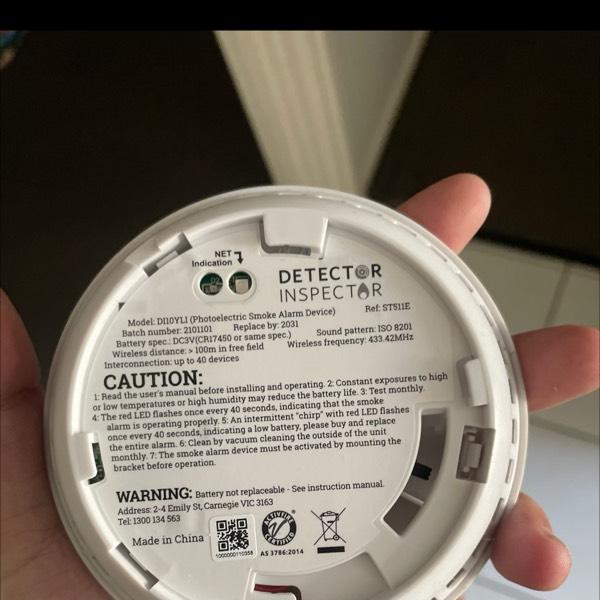 NET
Indication
DETECTOR
INSPECTOR
Model: DI10YLI (Photoelectric Smoke Alarm Device) Ref: ST511E
Batch number: 2101101 Replace by: 2031
Battery spec.: DC3V(CR17450 or same spec.) Sound pattern: ISO 8201
Wireless distance: > 100m in free field Wireless frequency: 433.42MHz
Interconnection: up to 40 devices
CAUTION:
1: Read the user's manual before installing and operating. 2: Constant exposures to high
or low temperatures or high humidity may reduce the battery life. 3: Test monthly.
4: The red LED flashes once every 40 seconds, indicating that the smoke
alarm is operating properly. 5: An intermittent "chirp" with red LED flashes
once every 40 seconds, indicating a low battery, please buy and replace
the entire alarm. 6: Clean by vacuum cleaning the outside of the unit
monthly. 7: The smoke alarm device must be activated by mounting the
bracket before operation.
WARNING: Battery not replaceable - See instruction manual.
Address: 2-4 Emily St, Carnegie VIC 3163
Tel: 1300 134 563
Made in China
1000000110358
ACTIVFIRE
CERTIFIED
AS 3786:2014